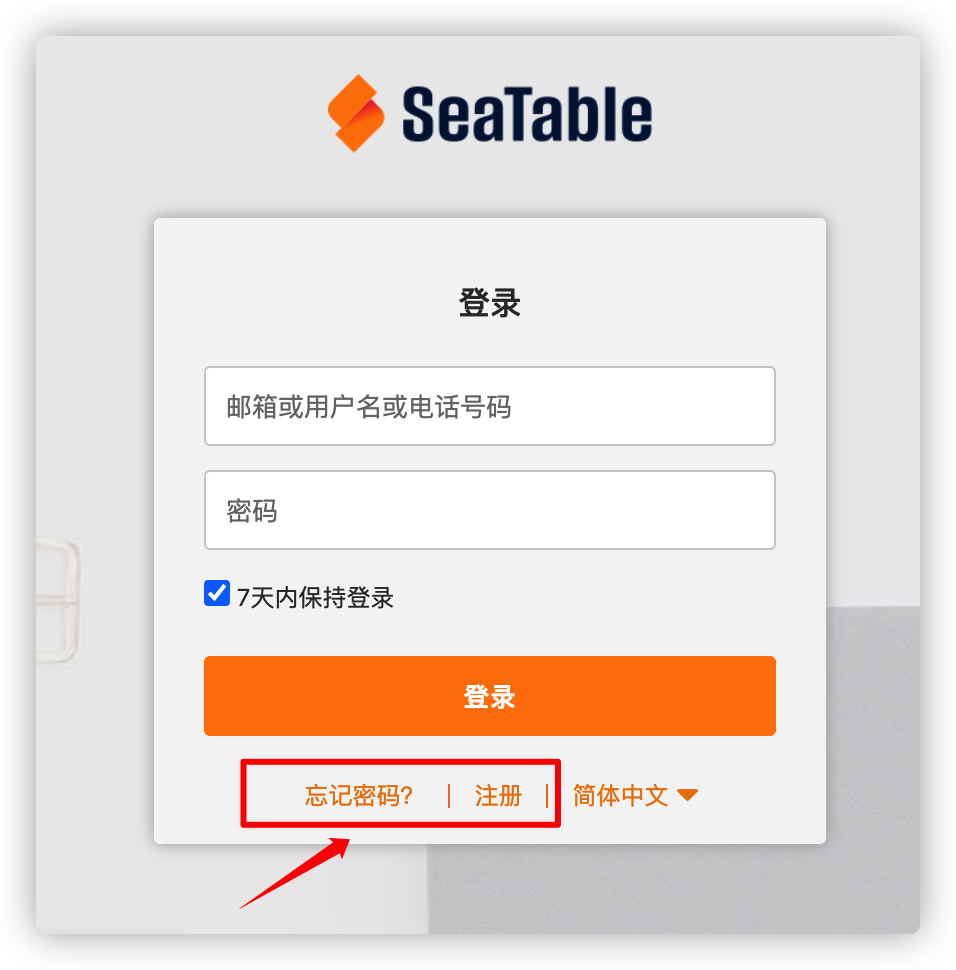 SeaTable
登录
邮箱或用户名或电话号码
密码
7天内保持登录
登录
忘记密码? | 注册 | 简体中文